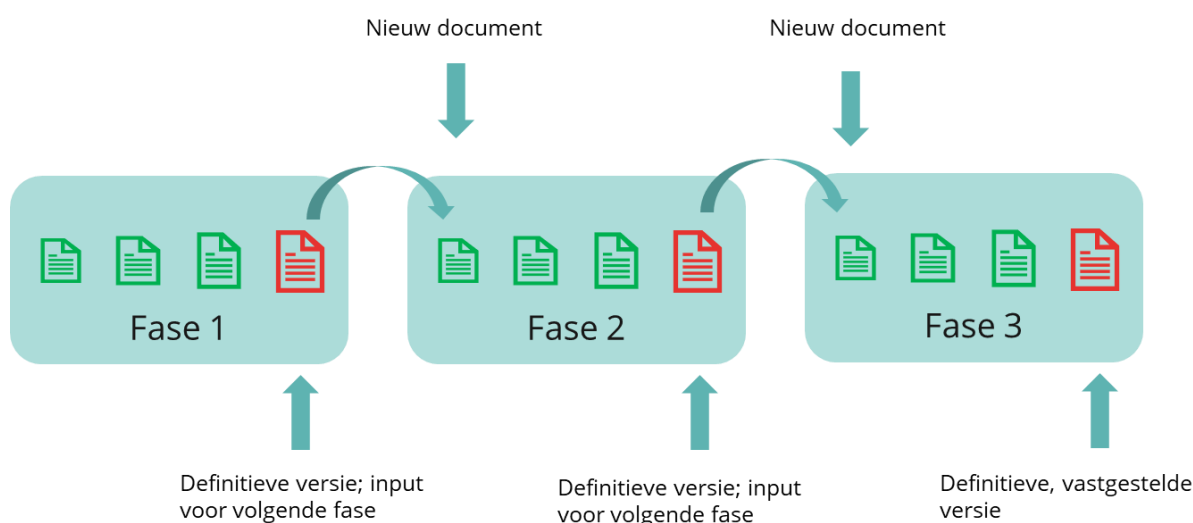 Nieuw document
Nieuw document
Fase 1
Fase 2
Fase 3
Definitieve versie; input
voor volgende fase
Definitieve versie; input
voor volgende fase
Definitieve, vastgestelde
versie